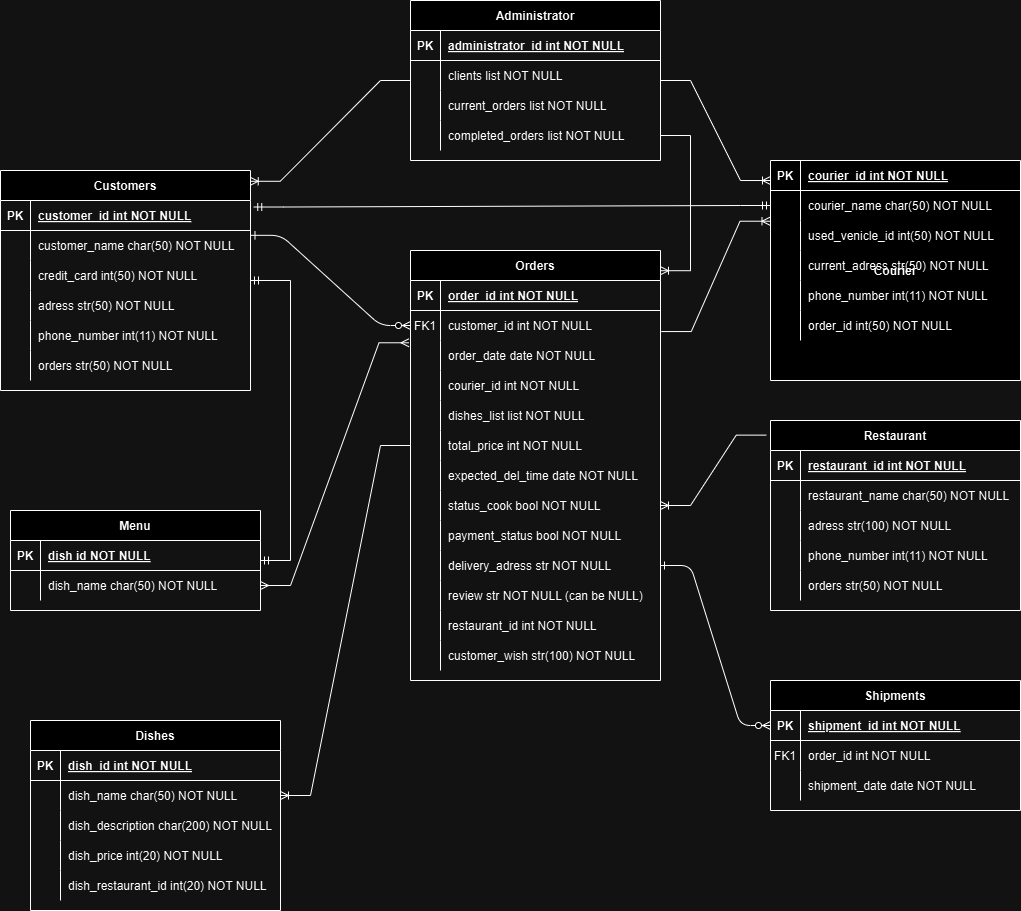 Administrator
PK administrator_id int NOT NULL
clients list NOT NULL
current_orders list NOT NULL
completed_orders list NOT NULL
Customers
PK customer_id int NOT NULL
customer_name char(50) NOT NULL
credit_card int(50) NOT NULL
adress str(50) NOT NULL
phone_number int(11) NOT NULL
orders str(50) NOT NULL
PK courier_id int NOT NULL
courier_name char(50) NOT NULL
used_venicle_id int(50) NOT NULL
current_adress str(50) NOT NULL
Courier
phone_number int(11) NOT NULL
order_id int(50) NOT NULL
Orders
PK order_id int NOT NULL
FK1 customer_id int NOT NULL
order_date date NOT NULL
courier_id int NOT NULL
dishes_list list NOT NULL
total_price int NOT NULL
expected_del_time date NOT NULL
status_cook bool NOT NULL
payment_status bool NOT NULL
delivery_adress str NOT NULL
review str NOT NULL (can be NULL)
restaurant_id int NOT NULL
customer_wish str(100) NOT NULL
Restaurant
PK restaurant_id int NOT NULL
restaurant_name char(50) NOT NULL
adress str(100) NOT NULL
phone_number int(11) NOT NULL
orders str(50) NOT NULL
Menu
PK dish id NOT NULL
dish_name char(50) NOT NULL
Shipments
PK shipment_id int NOT NULL
FK1 order_id int NOT NULL
shipment_date date NOT NULL
Dishes
PK dish_id int NOT NULL
dish_name char(50) NOT NULL
dish_description char(200) NOT NULL
dish_price int(20) NOT NULL
dish_restaurant_id int(20) NOT NULL